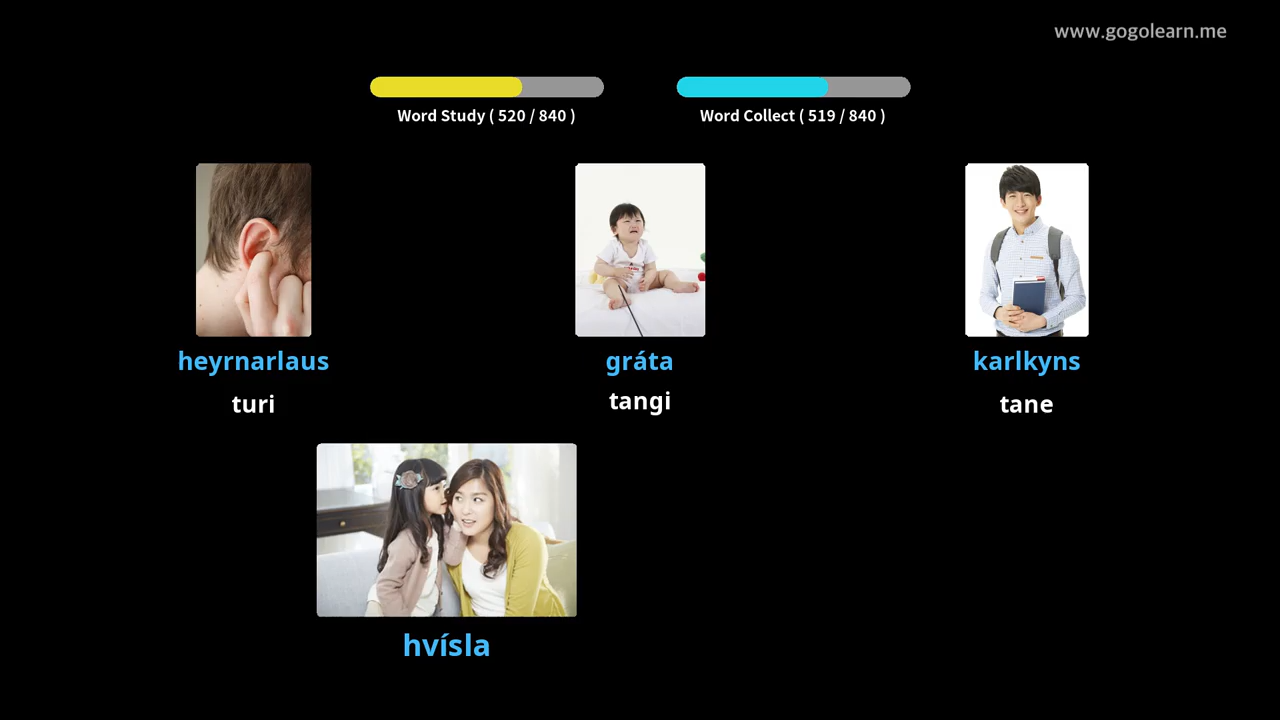 www.gogolearn.me
Word Study ( 520 / 840 )
Word Collect ( 519 / 840 )
heyrnarlaus
gráta
karlkyns
turi
tangi
tane
hvísla